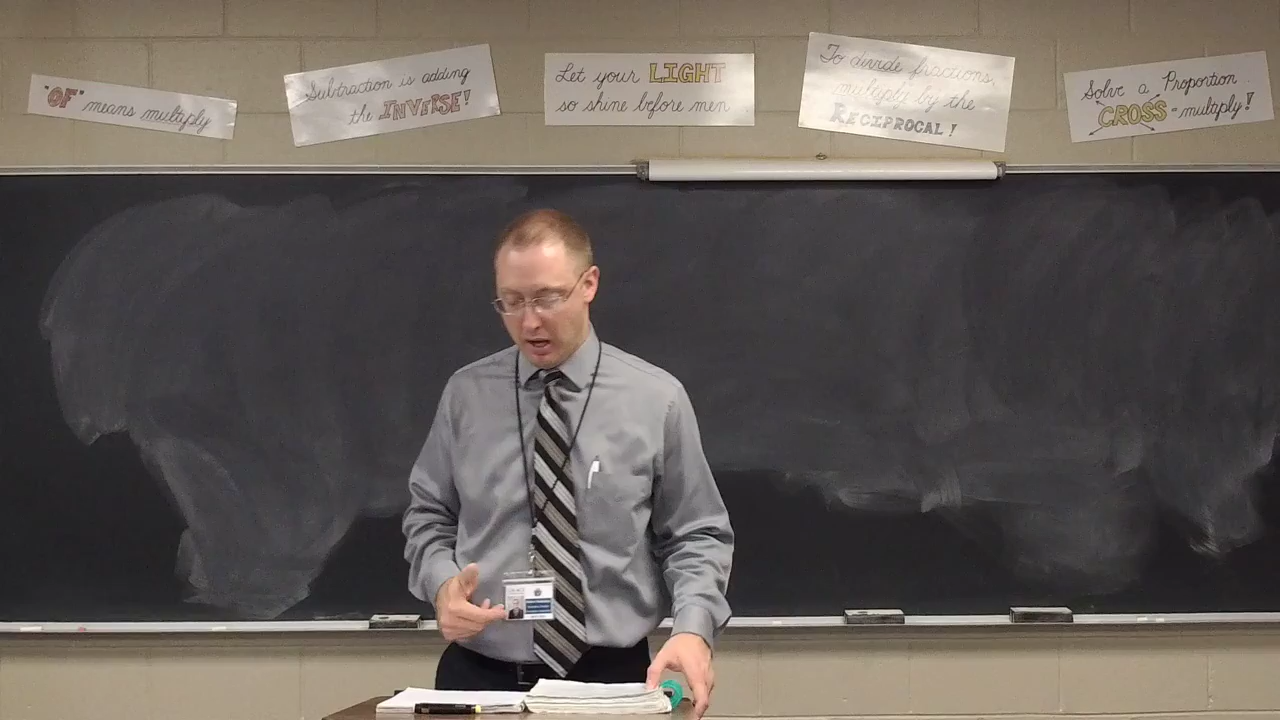 "OF" means multiply
Subtraction is adding
the INVERSE!
Let your LIGHT
so shine before men
To divide fractions,
multiply by the
RECIPROCAL!
Solve a Proportion
CROSS-multiply!